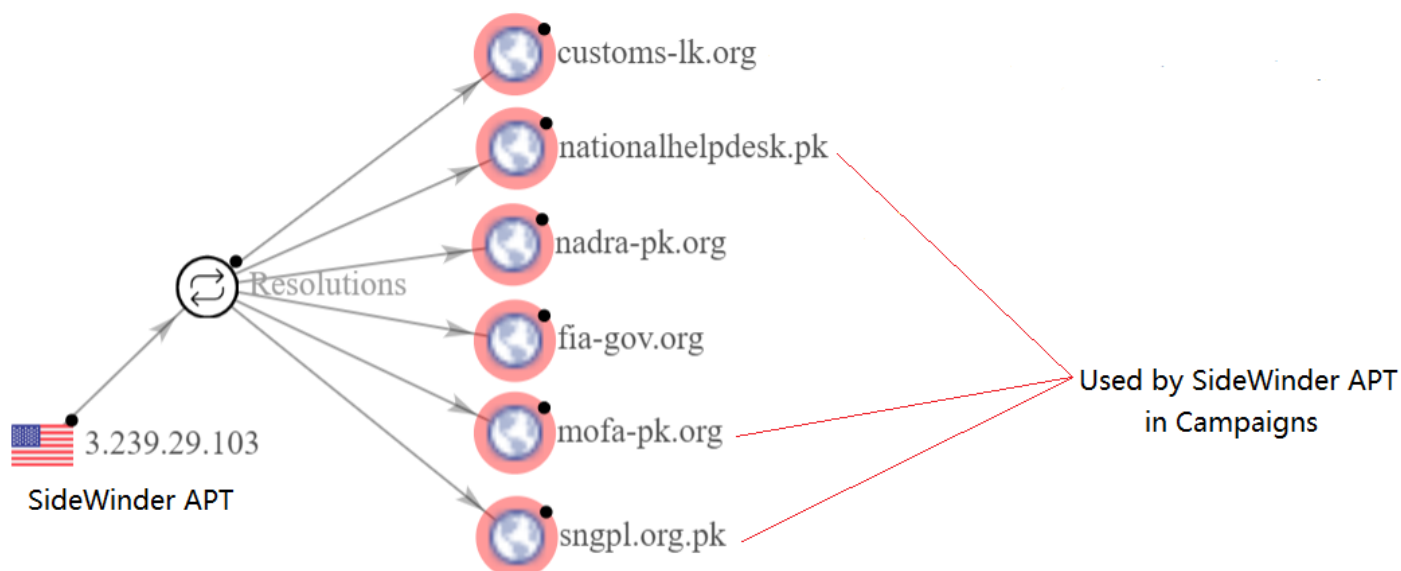 customs-lk.org
nationalhelpdesk.pk
nadra-pk.org
Resolutions
fia-gov.org
Used by SideWinder APT
in Campaigns
mofa-pk.org
3.239.29.103
SideWinder APT
sngpl.org.pk